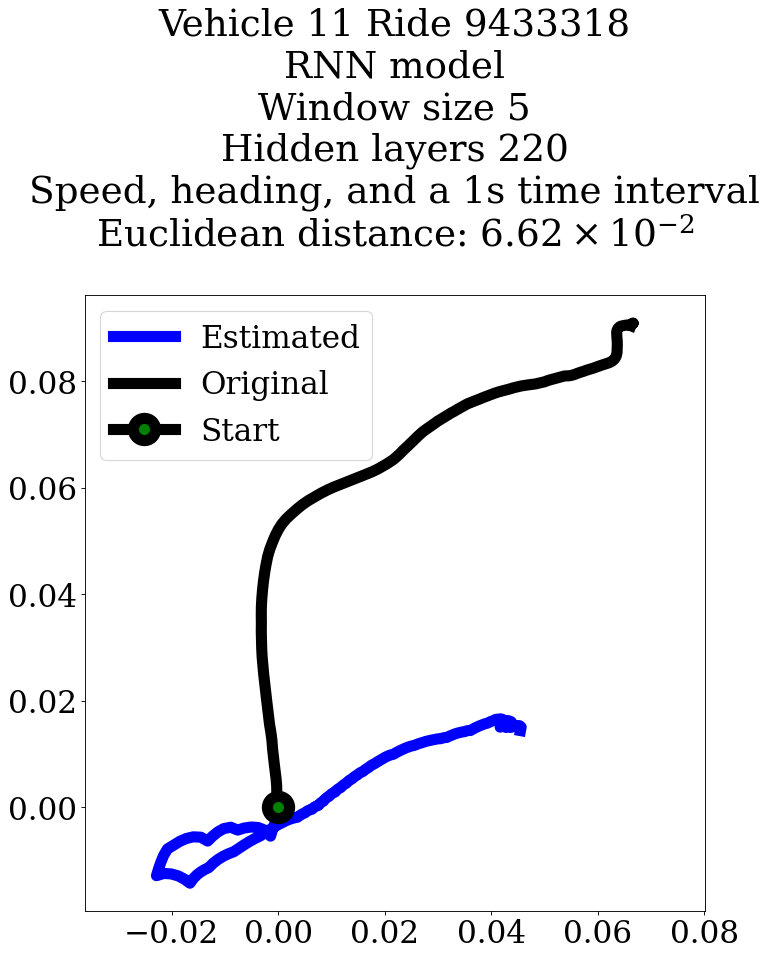 Vehicle 11 Ride 9433318
RNN model
Window size 5
Hidden layers 220
Speed, heading, and a 1s time interval
Euclidean distance: 6.62 × 10⁻²
Estimated
Original
Start
0.08
0.06
0.04
0.02
0.00
−0.02 0.00 0.02 0.04 0.06 0.08